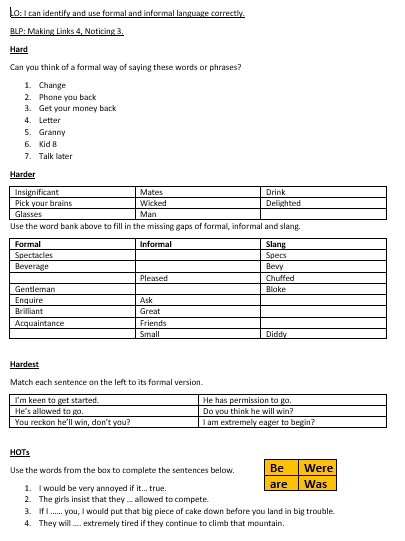 LO: I can identify and use formal and informal language correctly.
BLP: Making Links 4, Noticing 3.
Hard
Can you think of a formal way of saying these words or phrases?
1. Change
2. Phone you back
3. Get your money back
4. Letter
5. Granny
6. Kid 8
7. Talk later
Harder
Insignificant Mates Drink
Pick your brains Wicked Delighted
Glasses Man
Use the word bank above to fill in the missing gaps of formal, informal and slang.
Formal Informal Slang
Spectacles Specs
Beverage Bevy
Pleased Chuffed
Gentleman Bloke
Enquire Ask
Brilliant Great
Acquaintance Friends
Small Diddy
Hardest
Match each sentence on the left to its formal version.
I'm keen to get started. He has permission to go.
He's allowed to go. Do you think he will win?
You reckon he'll win, don't you? I am extremely eager to begin?
HOTs
Use the words from the box to complete the sentences below.
Be Were
are Was
1. I would be very annoyed if it... true.
2. The girls insist that they ... allowed to compete.
3. If I ...... you, I would put that big piece of cake down before you land in big trouble.
4. They will .... extremely tired if they continue to climb that mountain.